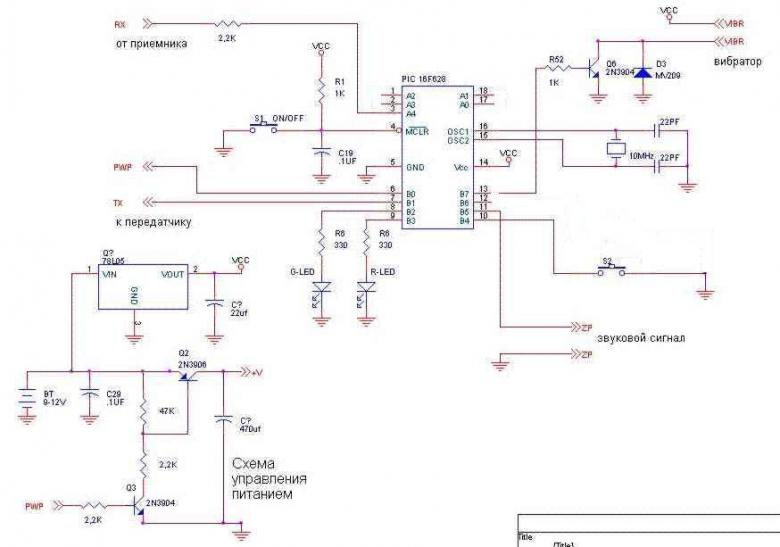 RX
2,2K
от приемника
VCC
R1
1K
S1 ON/OFF
C19
.1UF
PIC 16F628
1 A2
2 A3
3 A4
4 MCLR
5 GND
6 B0
7 B1
8 B2
9 B3
A1 18
A0 17
OSC1 16
OSC2 15
Vcc 14
B7 13
B6 12
B5 11
B4 10
VCC
VCC
VIBR
VIBR
вибратор
R52
1K
Q6
2N3904
D3
MV209
22PF
10MHz
22PF
PWP
TX
к передатчику
R6
330
R6
330
G-LED
R-LED
S2
ZP
звуковой сигнал
ZP
Q?
78L05
1 VIN
VOUT 2
GND
3
VCC
C?
22uf
Q2
2N3906
+V
BT
9-12V
C29
.1UF
47K
C?
470uf
2,2K
Q3
2N3904
PWP
2,2K
Схема
управления
питанием
Title
{Title}